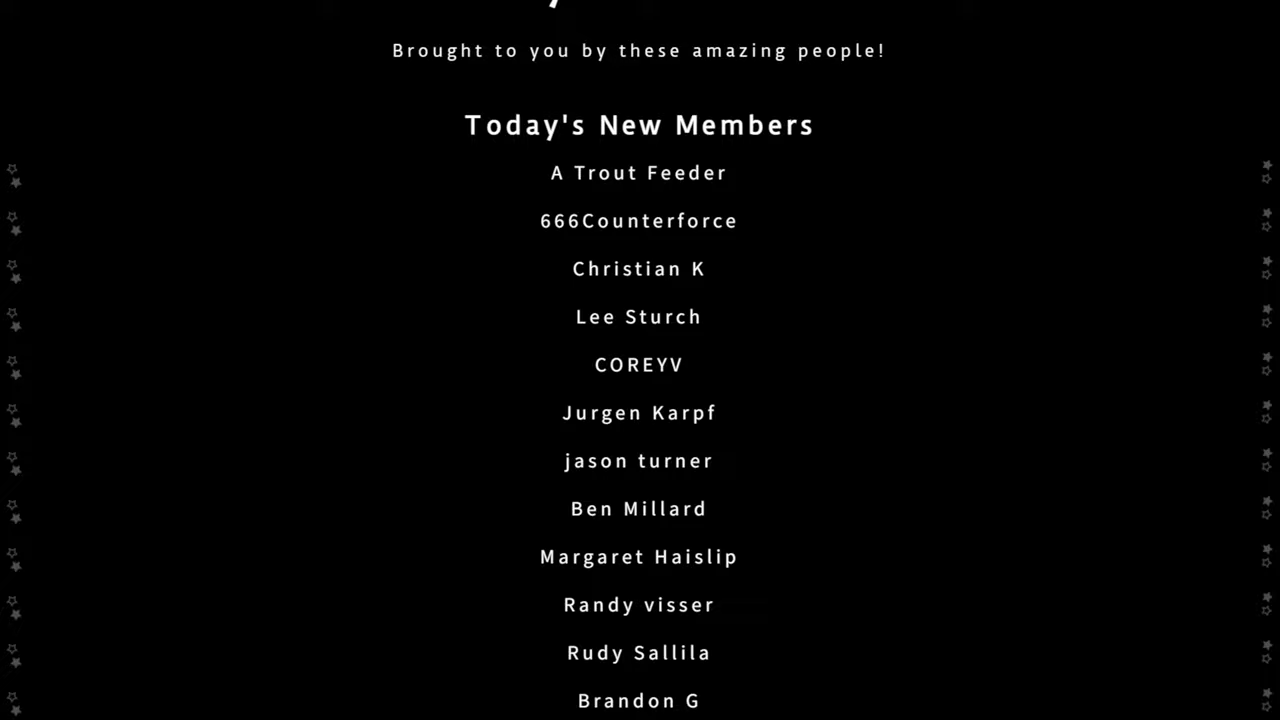 Brought to you by these amazing people!
Today's New Members
A Trout Feeder
666Counterforce
Christian K
Lee Sturch
COREYV
Jurgen Karpf
jason turner
Ben Millard
Margaret Haislip
Randy visser
Rudy Sallila
Brandon G